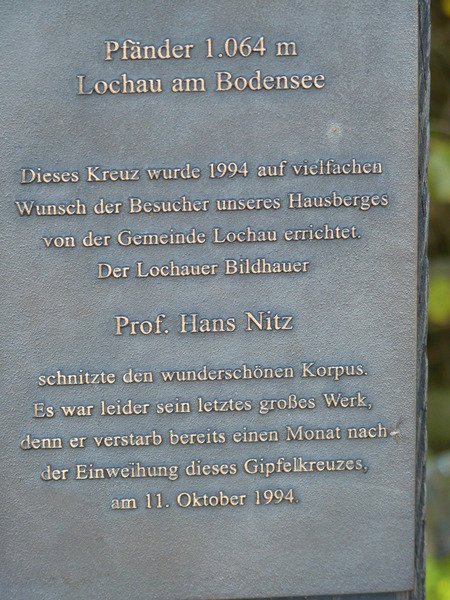 Pfänder 1.064 m
Lochau am Bodensee
Dieses Kreuz wurde 1994 auf vielfachen
Wunsch der Besucher unseres Hausberges
von der Gemeinde Lochau errichtet.
Der Lochauer Bildhauer
Prof. Hans Nitz
schnitzte den wunderschönen Korpus.
Es war leider sein letztes großes Werk,
denn er verstarb bereits einen Monat nach
der Einweihung dieses Gipfelkreuzes,
am 11. Oktober 1994.